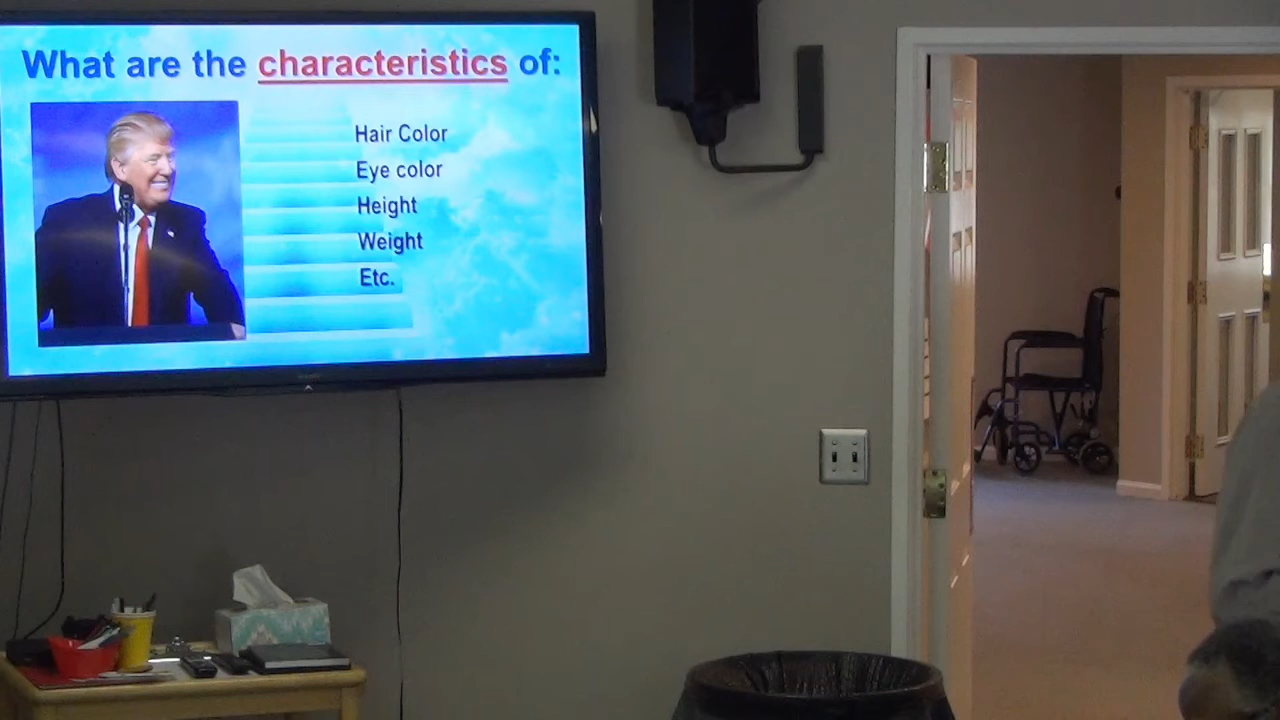 What are the characteristics of:
Hair Color
Eye color
Height
Weight
Etc.